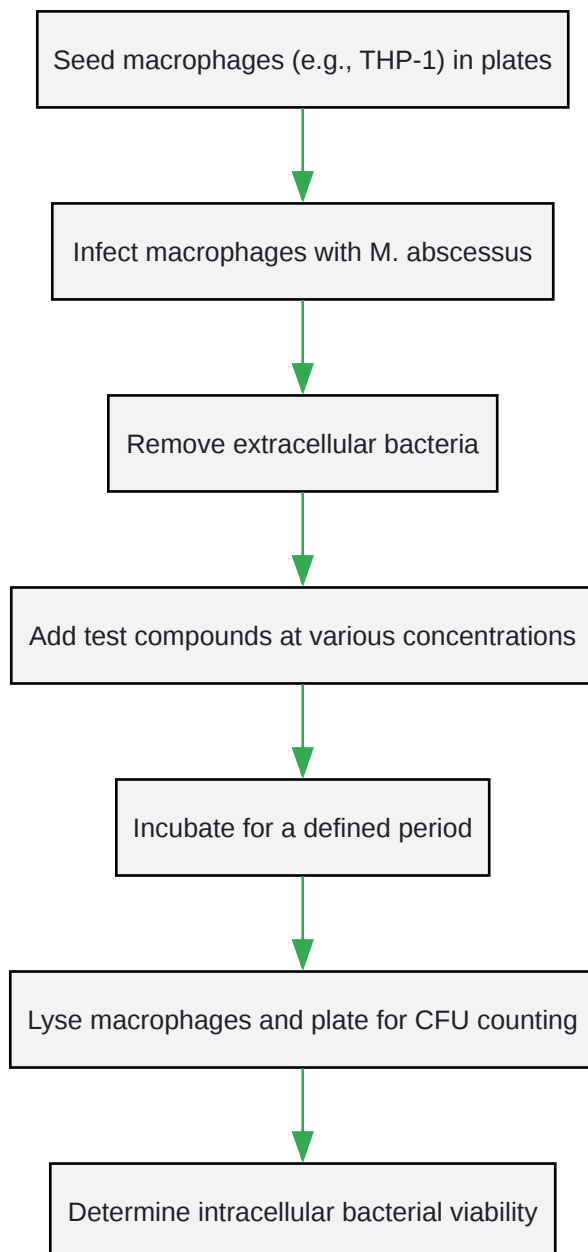 Seed macrophages (e.g., THP-1) in plates
Infect macrophages with M. abscessus
Remove extracellular bacteria
Add test compounds at various concentrations
Incubate for a defined period
Lyse macrophages and plate for CFU counting
Determine intracellular bacterial viability